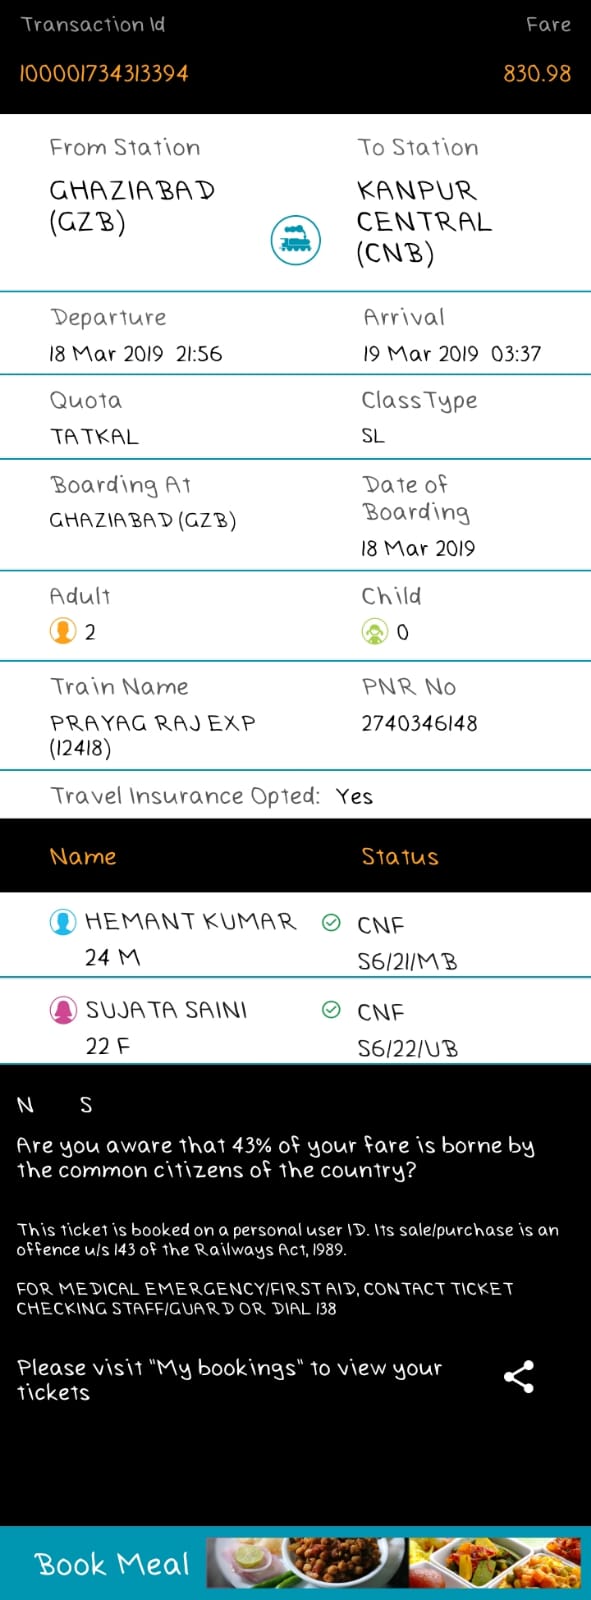 Transaction Id Fare
100001734313394 830.98
From Station To Station
GHAZIABAD KANPUR
(GZB) CENTRAL
(CNB)
Departure Arrival
18 Mar 2019 21:56 19 Mar 2019 03:37
Quota ClassType
TATKAL SL
Boarding At Date of
Boarding
GHAZIABAD (GZB)
18 Mar 2019
Adult Child
2 0
Train Name PNR No
PRAYAG RAJ EXP 2740346148
(12418)
Travel Insurance Opted: Yes
Name Status
HEMANT KUMAR CNF
24 M S6/21/MB
SUJATA SAINI CNF
22 F S6/22/UB
N S
Are you aware that 43% of your fare is borne by
the common citizens of the country?
This ticket is booked on a personal user ID. Its sale/purchase is an
offence u/s 143 of the Railways Act, 1989.
FOR MEDICAL EMERGENCY/FIRST AID, CONTACT TICKET
CHECKING STAFF/GUARD OR DIAL 138
Please visit "My bookings" to view your
tickets
Book Meal